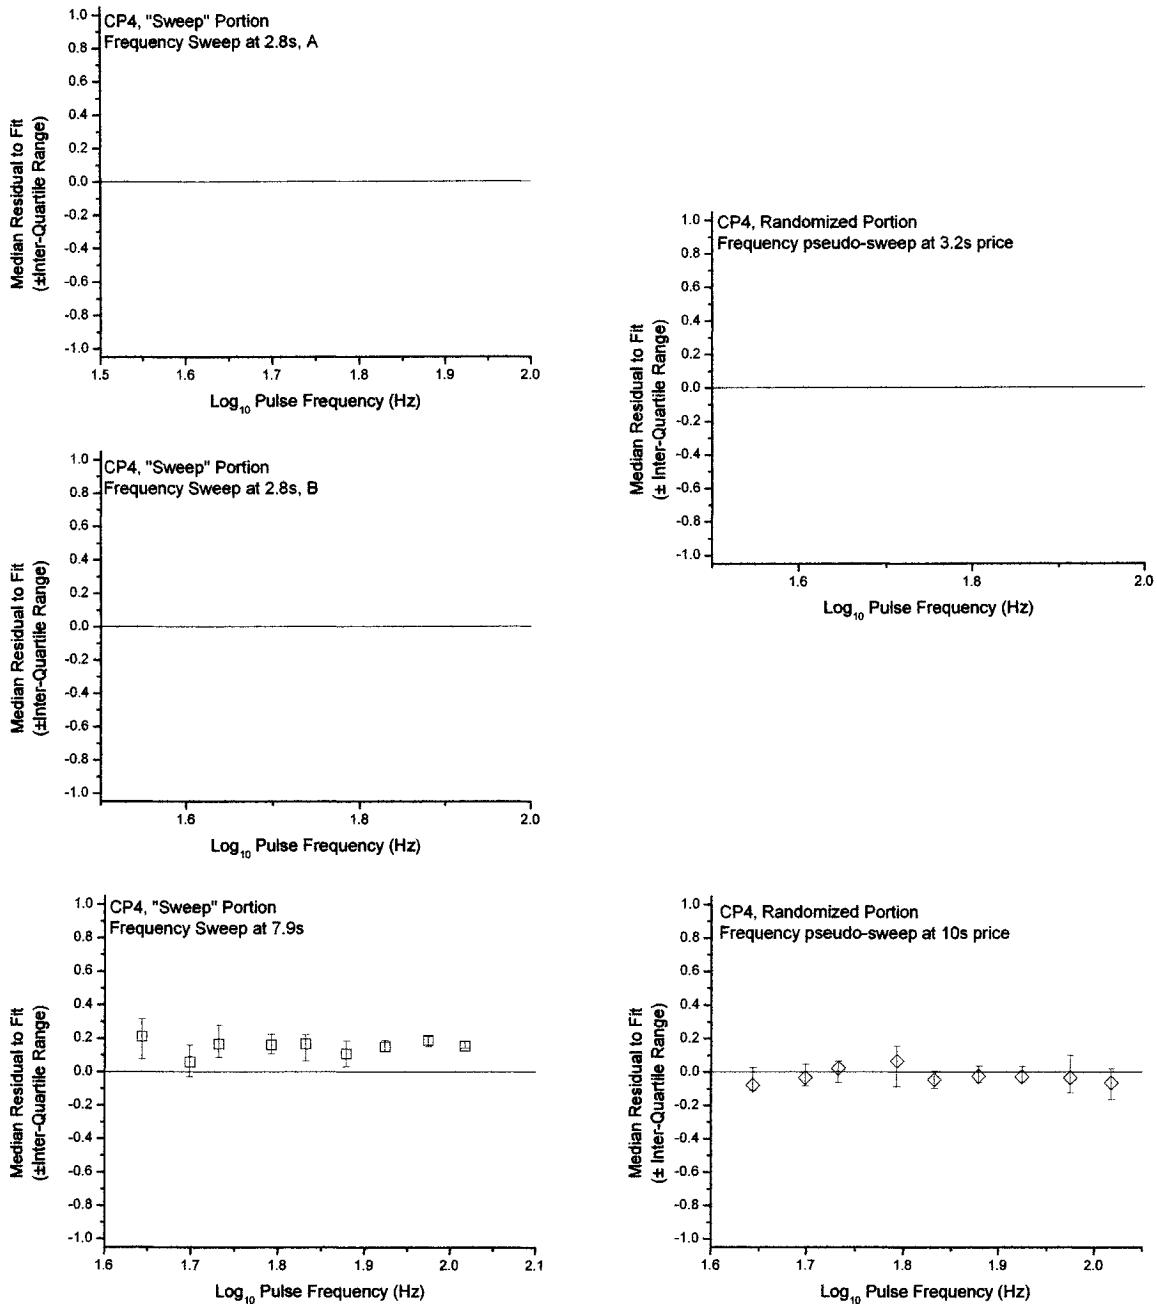 CP4, "Sweep" Portion
Frequency Sweep at 2.8s, A
1.0
0.8
0.6
0.4
0.2
0.0
-0.2
-0.4
-0.6
-0.8
-1.0
1.5 1.6 1.7 1.8 1.9 2.0
Median Residual to Fit
(±Inter-Quartile Range)
Log10 Pulse Frequency (Hz)
CP4, Randomized Portion
Frequency pseudo-sweep at 3.2s price
1.0
0.8
0.6
0.4
0.2
0.0
-0.2
-0.4
-0.6
-0.8
-1.0
1.6 1.8 2.0
Median Residual to Fit
(± Inter-Quartile Range)
Log10 Pulse Frequency (Hz)
CP4, "Sweep" Portion
Frequency Sweep at 2.8s, B
1.0
0.8
0.6
0.4
0.2
0.0
-0.2
-0.4
-0.6
-0.8
-1.0
1.6 1.8 2.0
Median Residual to Fit
(±Inter-Quartile Range)
Log10 Pulse Frequency (Hz)
CP4, "Sweep" Portion
Frequency Sweep at 7.9s
1.0
0.8
0.6
0.4
0.2
0.0
-0.2
-0.4
-0.6
-0.8
-1.0
1.6 1.7 1.8 1.9 2.0 2.1
Median Residual to Fit
(±Inter-Quartile Range)
Log10 Pulse Frequency (Hz)
CP4, Randomized Portion
Frequency pseudo-sweep at 10s price
1.0
0.8
0.6
0.4
0.2
0.0
-0.2
-0.4
-0.6
-0.8
-1.0
1.6 1.7 1.8 1.9 2.0
Median Residual to Fit
(± Inter-Quartile Range)
Log10 Pulse Frequency (Hz)